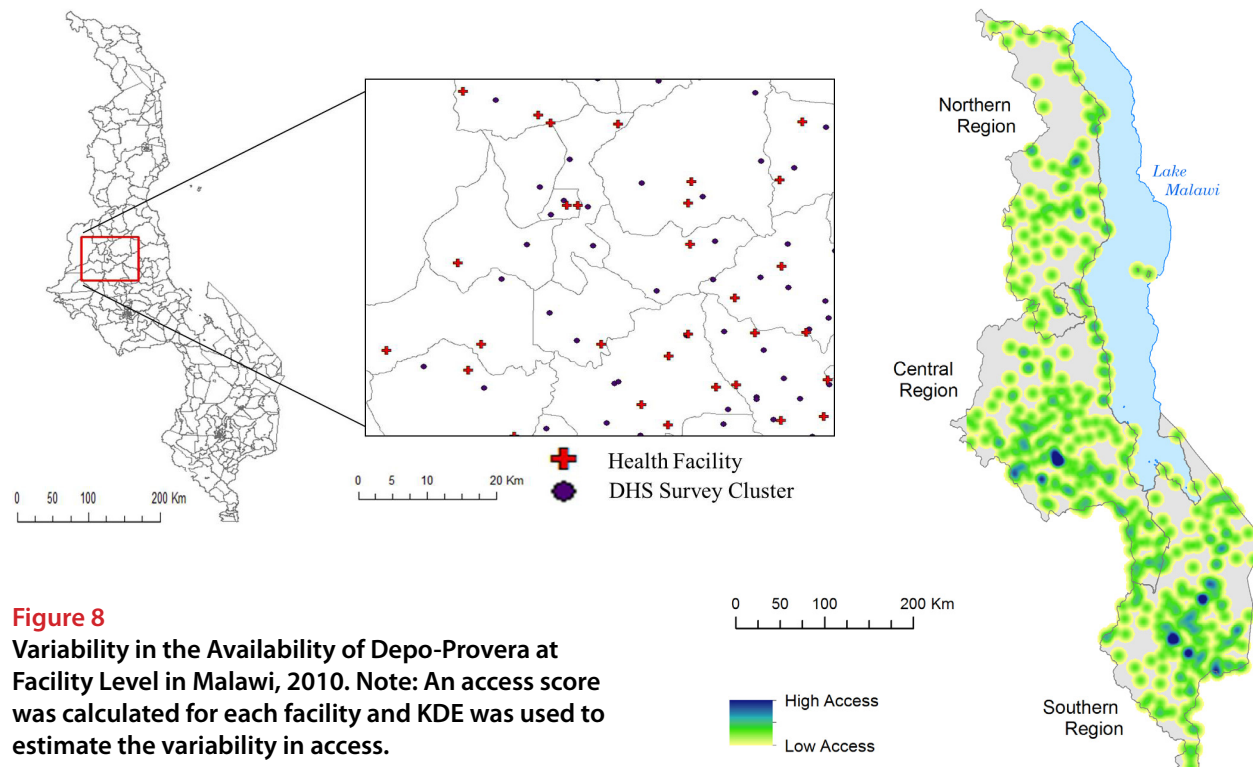 0 50 100 200 Km
0 5 10 20 Km
Health Facility
DHS Survey Cluster
Northern
Region
Lake
Malawi
Central
Region
Southern
Region
0 50 100 200 Km
High Access
Low Access
Figure 8
Variability in the Availability of Depo-Provera at
Facility Level in Malawi, 2010. Note: An access score
was calculated for each facility and KDE was used to
estimate the variability in access.